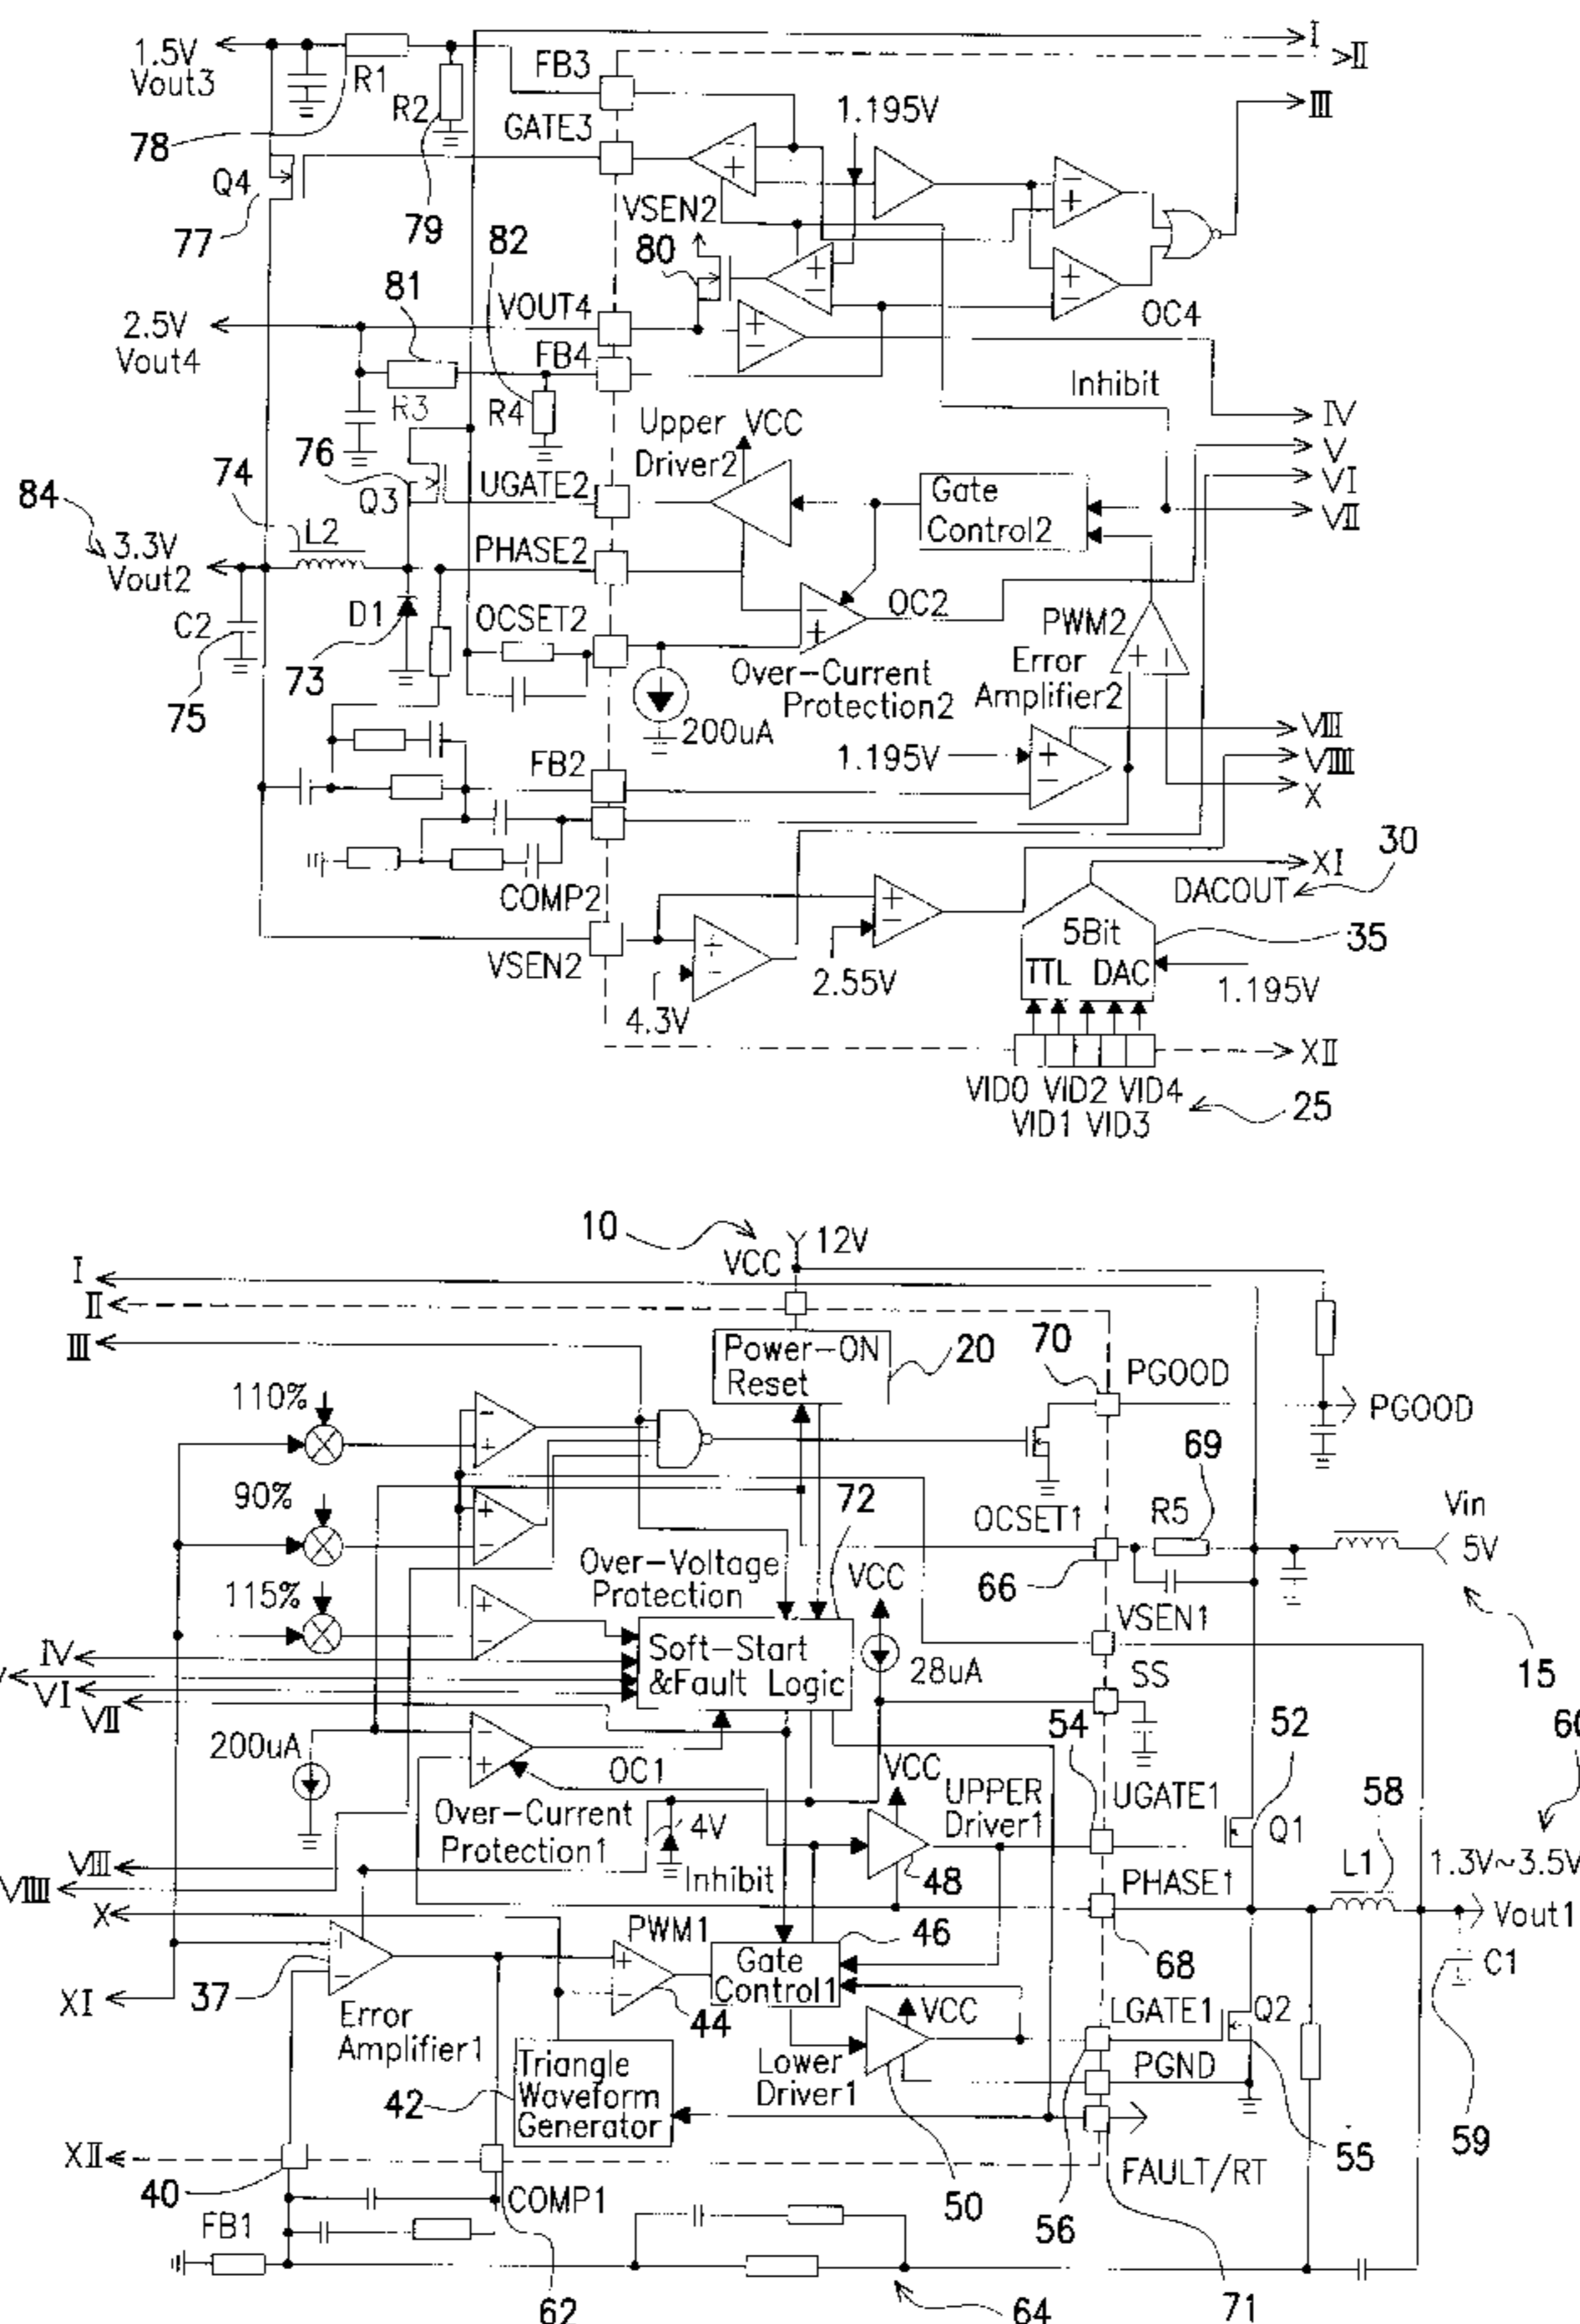 I
II
III
1.5V
Vout3
R1
R2
FB3
GATE3
1.195V
78
79
Q4
77
VSEN2
80
82
81
VOUT4
2.5V
Vout4
FB4
R3
R4
OC4
Inhibit
IV
V
VI
VII
Upper
Driver2
VCC
76
Q3
UGATE2
Gate
Control2
74
84
L2
3.3V
Vout2
PHASE2
OC2
PWM2
C2
D1
OCSET2
Error
Amplifier2
73
75
Over-Current
Protection2
200uA
1.195V
FB2
VIII
VIIII
X
COMP2
XI
30
DACOUT
VSEN2
4.3V
2.55V
5Bit
TTL DAC
35
1.195V
XII
VID0 VID2 VID4
VID1 VID3
25
10
12V
VCC
I
II
III
Power-ON
Reset
20
70
PGOOD
PGOOD
110%
90%
115%
72
OCSET1
R5
69
Vin
5V
Over-Voltage
Protection
VCC
66
VSEN1
15
IV
VI
VII
Soft-Start
&Fault Logic
28uA
SS
54
52
60
200uA
OC1
VCC
UPPER
Driver1
UGATE1
Q1
58
Over-Current
Protection1
4V
Inhibit
48
L1
1.3V~3.5V
VIII
VIIII
X
PHASE1
Vout1
PWM1
46
68
C1
XI
37
Gate
Control1
44
Error
Amplifier1
VCC
LGATE1
Q2
Triangle
Waveform
Generator
42
Lower
Driver1
PGND
XII
40
FAULT/RT
55
59
COMP1
50
56
FB1
62
64
71